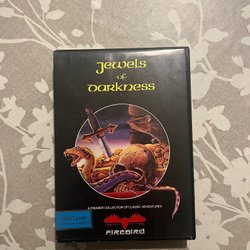 Jewels
of
Darkness
A PREMIER COLLECTION OF CLASSIC ADVENTURES
FIREBIRD